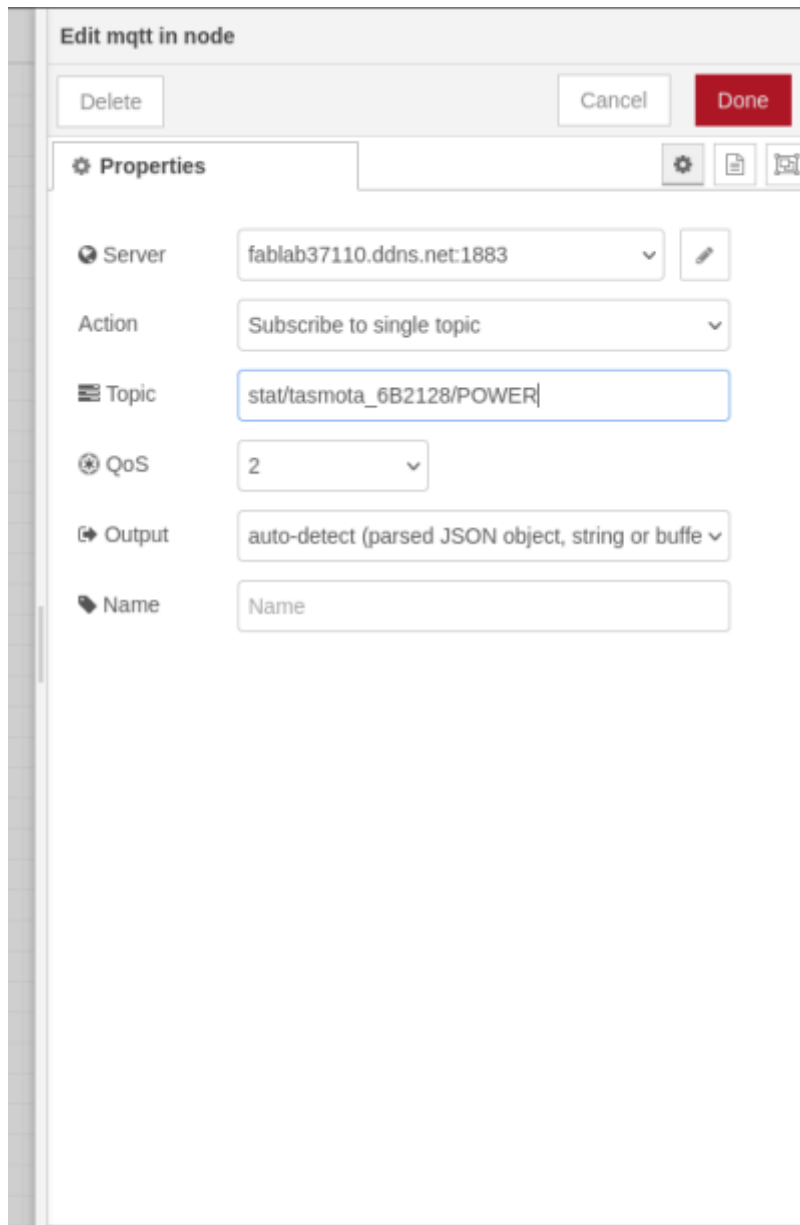 Edit mqtt in node
Delete
Cancel
Done
Properties
Server
fablab37110.ddns.net:1883
Action
Subscribe to single topic
Topic
stat/tasmota_6B2128/POWER
QoS
2
Output
auto-detect (parsed JSON object, string or buffe
Name
Name